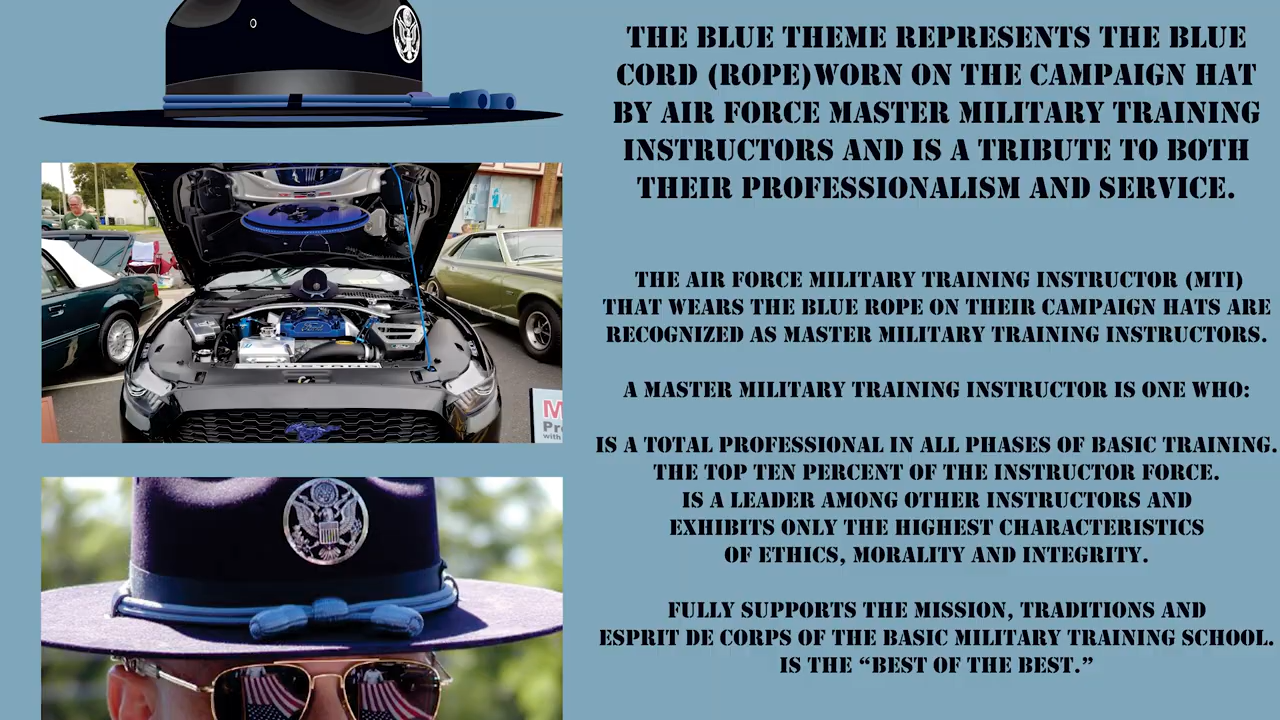 THE BLUE THEME REPRESENTS THE BLUE
CORD (ROPE)WORN ON THE CAMPAIGN HAT
BY AIR FORCE MASTER MILITARY TRAINING
INSTRUCTORS AND IS A TRIBUTE TO BOTH
THEIR PROFESSIONALISM AND SERVICE.
THE AIR FORCE MILITARY TRAINING INSTRUCTOR (MTI)
THAT WEARS THE BLUE ROPE ON THEIR CAMPAIGN HATS ARE
RECOGNIZED AS MASTER MILITARY TRAINING INSTRUCTORS.
A MASTER MILITARY TRAINING INSTRUCTOR IS ONE WHO:
IS A TOTAL PROFESSIONAL IN ALL PHASES OF BASIC TRAINING.
THE TOP TEN PERCENT OF THE INSTRUCTOR FORCE.
IS A LEADER AMONG OTHER INSTRUCTORS AND
EXHIBITS ONLY THE HIGHEST CHARACTERISTICS
OF ETHICS, MORALITY AND INTEGRITY.
FULLY SUPPORTS THE MISSION, TRADITIONS AND
ESPRIT DE CORPS OF THE BASIC MILITARY TRAINING SCHOOL.
IS THE “BEST OF THE BEST.”
MUSTANG